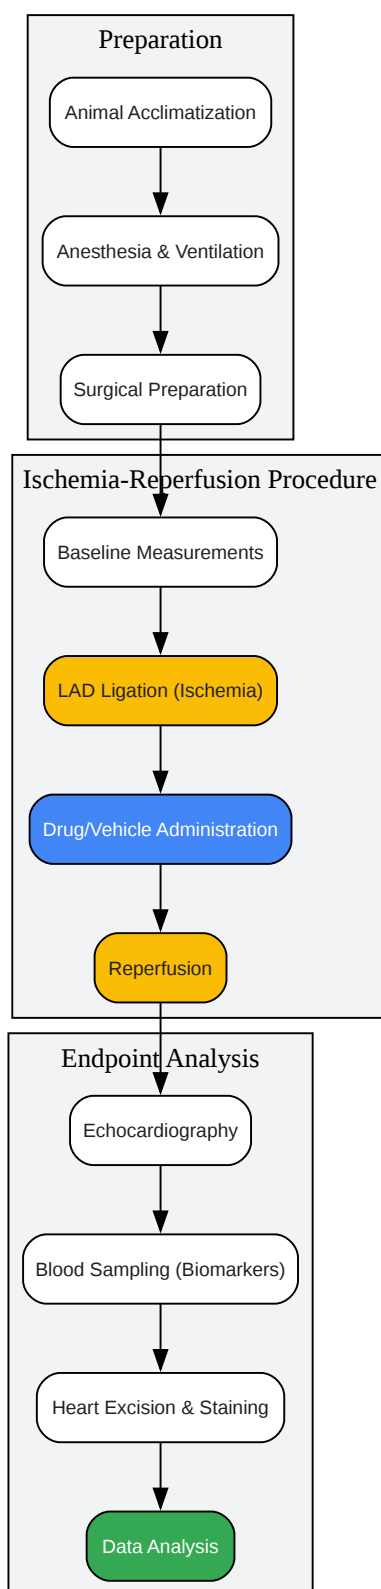 Preparation
Animal Acclimatization
Anesthesia & Ventilation
Surgical Preparation
Ischemia-Reperfusion Procedure
Baseline Measurements
LAD Ligation (Ischemia)
Drug/Vehicle Administration
Reperfusion
Endpoint Analysis
Echocardiography
Blood Sampling (Biomarkers)
Heart Excision & Staining
Data Analysis